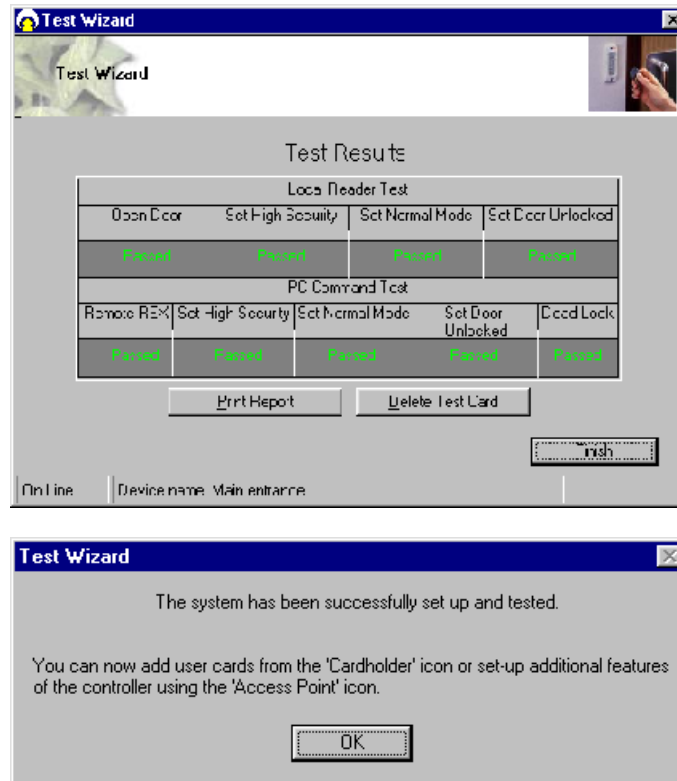 Test Wizard
Test Wizard
Test Results
Local Reader Test
Open Door Set High Security Set Normal Mode Set Door Unlocked
Passed Passed Passed Passed
PC Command Test
Remote REX Set High Security Set Normal Mode Set Door Unlocked Dead Lock
Passed Passed Passed Passed Passed
Print Report Delete Test Card
Finish
On Line Device name: Main entrance
Test Wizard
The system has been successfully set up and tested.
You can now add user cards from the 'Cardholder' icon or set-up additional features
of the controller using the 'Access Point' icon.
OK